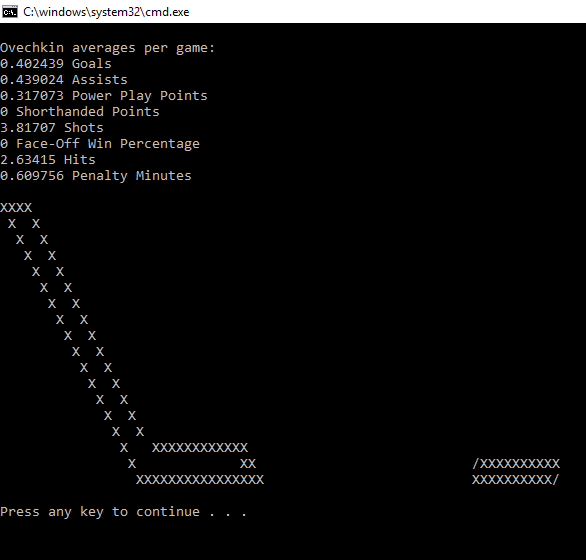 C:\windows\system32\cmd.exe
Ovechkin averages per game:
0.402439 Goals
0.439024 Assists
0.317073 Power Play Points
0 Shorthanded Points
3.81707 Shots
0 Face-Off Win Percentage
2.63415 Hits
0.609756 Penalty Minutes
XXXX
 X  X
  X  X
   X  X
    X  X
     X  X
      X  X
       X  X
        X  X
         X  X
          X  X
           X  X
            X  X
             X  X
              X  X
               X   XXXXXXXXXXXX
                X             XX                           /XXXXXXXXXX
                 XXXXXXXXXXXXXXXX                          XXXXXXXXXX/
Press any key to continue . . .